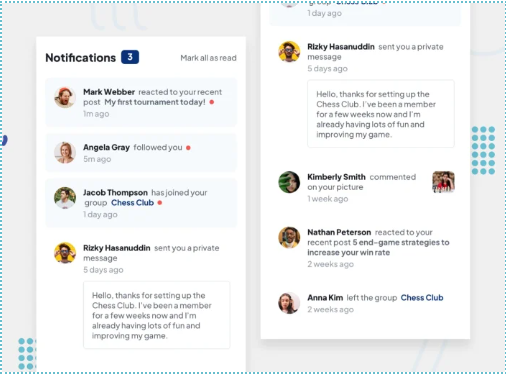 Notifications 3 Mark all as read
Mark Webber reacted to your recent
post My first tournament today!
1m ago
Angela Gray followed you
5m ago
Jacob Thompson has joined your
group Chess Club
1 day ago
Rizky Hasanuddin sent you a private
message
5 days ago
Hello, thanks for setting up the
Chess Club. I've been a member
for a few weeks now and I'm
already having lots of fun and
improving my game.
group Chess Club
1 day ago
Rizky Hasanuddin sent you a private
message
5 days ago
Hello, thanks for setting up the
Chess Club. I've been a member
for a few weeks now and I'm
already having lots of fun and
improving my game.
Kimberly Smith commented
on your picture
1 week ago
Nathan Peterson reacted to your
recent post 5 end-game strategies to
increase your win rate
2 weeks ago
Anna Kim left the group Chess Club
2 weeks ago